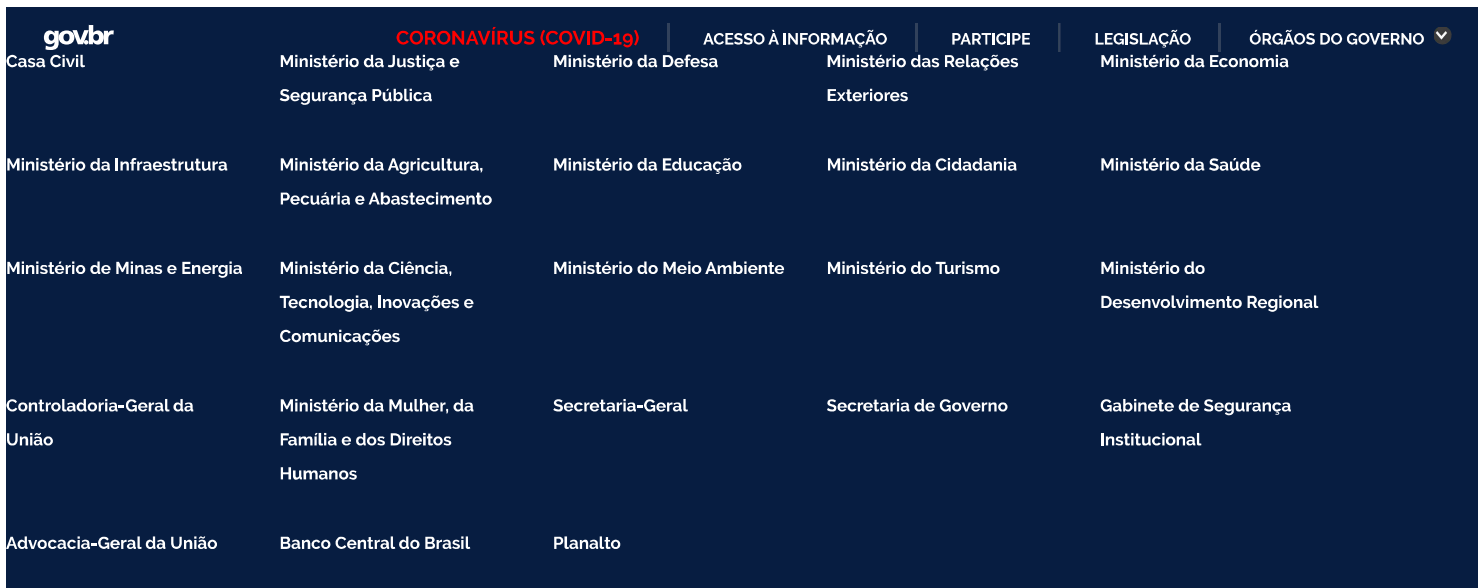 gov.br
CORONAVÍRUS (COVID-19)
ACESSO À INFORMAÇÃO
PARTICIPE
LEGISLAÇÃO
ÓRGÃOS DO GOVERNO
Casa Civil
Ministério da Justiça e
Segurança Pública
Ministério da Defesa
Ministério das Relações
Exteriores
Ministério da Economia
Ministério da Infraestrutura
Ministério da Agricultura,
Pecuária e Abastecimento
Ministério da Educação
Ministério da Cidadania
Ministério da Saúde
Ministério de Minas e Energia
Ministério da Ciência,
Tecnologia, Inovações e
Comunicações
Ministério do Meio Ambiente
Ministério do Turismo
Ministério do
Desenvolvimento Regional
Controladoria-Geral da
União
Ministério da Mulher, da
Família e dos Direitos
Humanos
Secretaria-Geral
Secretaria de Governo
Gabinete de Segurança
Institucional
Advocacia-Geral da União
Banco Central do Brasil
Planalto